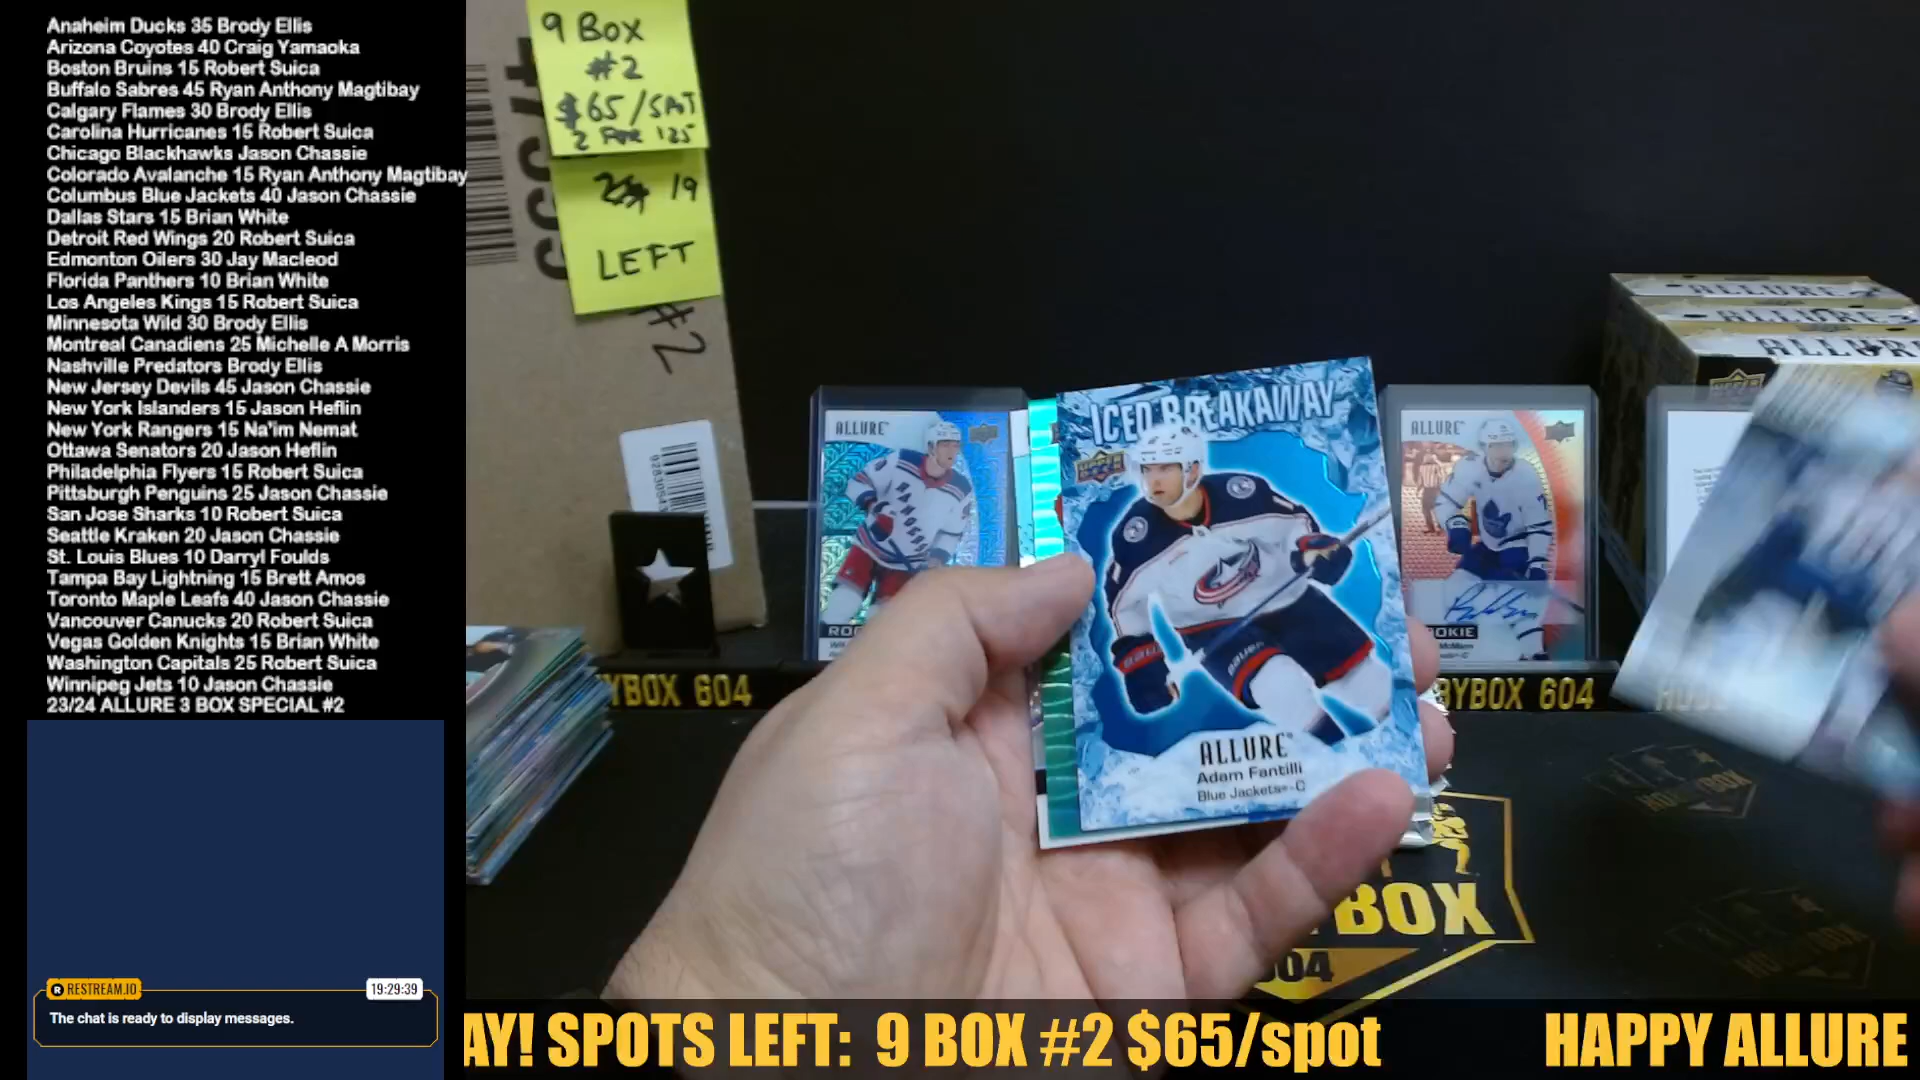 Anaheim Ducks 35 Brody Ellis
Arizona Coyotes 40 Craig Yamaoka
Boston Bruins 15 Robert Suica
Buffalo Sabres 45 Ryan Anthony Magtibay
Calgary Flames 30 Brody Ellis
Carolina Hurricanes 15 Robert Suica
Chicago Blackhawks Jason Chassie
Colorado Avalanche 15 Ryan Anthony Magtibay
Columbus Blue Jackets 40 Jason Chassie
Dallas Stars 15 Brian White
Detroit Red Wings 20 Robert Suica
Edmonton Oilers 30 Jay Macleod
Florida Panthers 10 Brian White
Los Angeles Kings 15 Robert Suica
Minnesota Wild 30 Brody Ellis
Montreal Canadiens 25 Michelle A Morris
Nashville Predators Brody Ellis
New Jersey Devils 45 Jason Chassie
New York Islanders 15 Jason Heflin
New York Rangers 15 Na'im Nemat
Ottawa Senators 20 Jason Heflin
Philadelphia Flyers 15 Robert Suica
Pittsburgh Penguins 25 Jason Chassie
San Jose Sharks 10 Robert Suica
Seattle Kraken 20 Jason Chassie
St. Louis Blues 10 Darryl Foulds
Tampa Bay Lightning 15 Brett Amos
Toronto Maple Leafs 40 Jason Chassie
Vancouver Canucks 20 Robert Suica
Vegas Golden Knights 15 Brian White
Washington Capitals 25 Robert Suica
Winnipeg Jets 10 Jason Chassie
23/24 ALLURE 3 BOX SPECIAL #2
RESTREAM.IO
19:29:39
The chat is ready to display messages.
9 Box
#2
$65/SPOT
2 FOR 125
19
LEFT
#2
ALLURE
ALLURE
ALLURE
ALLURE
ICED BREAKAWAY
UPPER DECK
ALLURE
Adam Fantilli
Blue Jackets - C
ALLURE
YBOX 604
BYBOX 604
BOX
AY! SPOTS LEFT: 9 BOX #2 $65/spot
HAPPY ALLURE